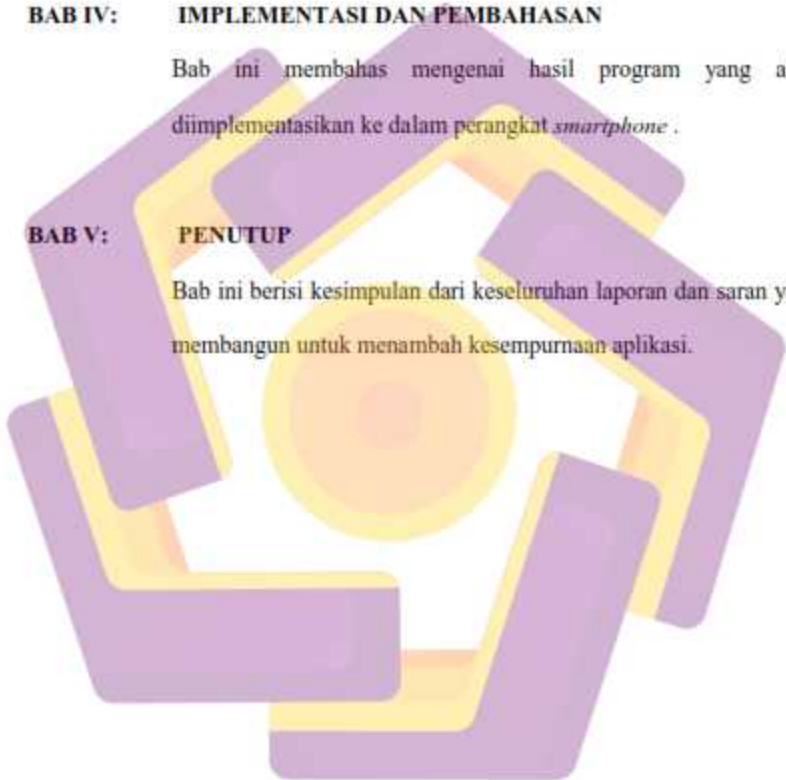 BAB IV: IMPLEMENTASI DAN PEMBAHASAN
Bab ini membahas mengenai hasil program yang a
diimplementasikan ke dalam perangkat smartphone .
BAB V: PENUTUP
Bab ini berisi kesimpulan dari keseluruhan laporan dan saran y
membangun untuk menambah kesempurnaan aplikasi.